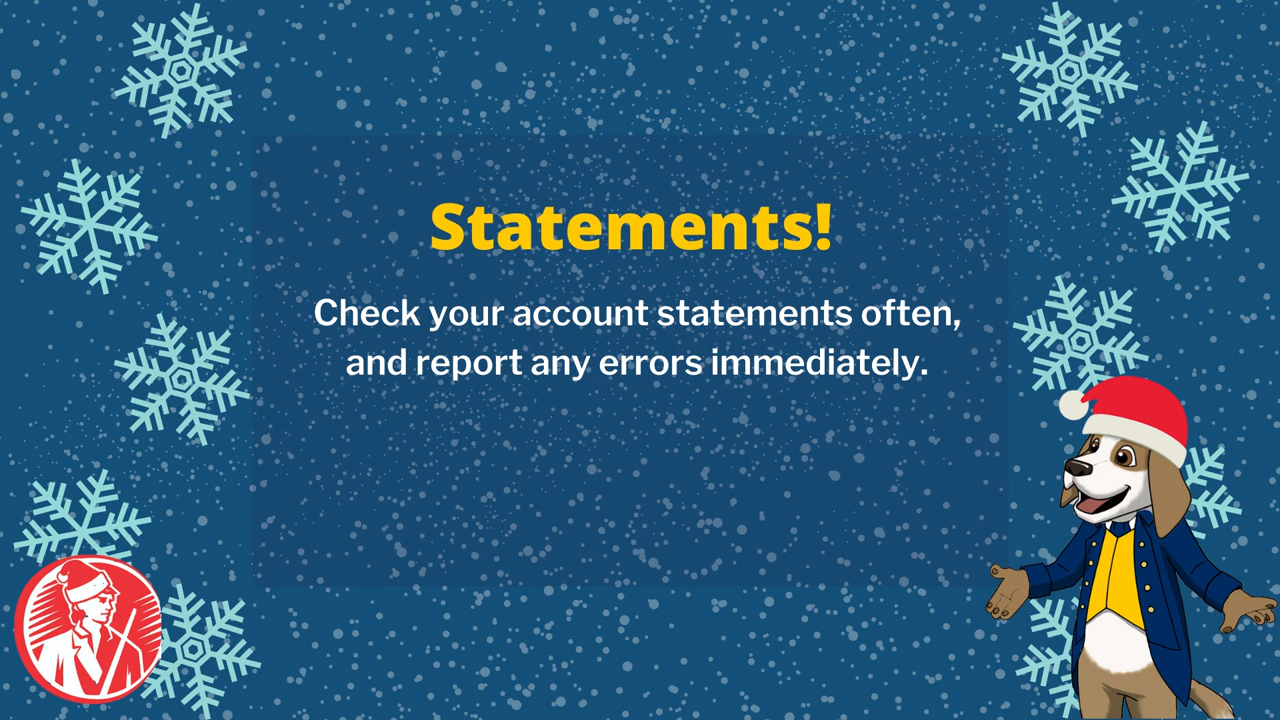 Statements!
Check your account statements often,
and report any errors immediately.